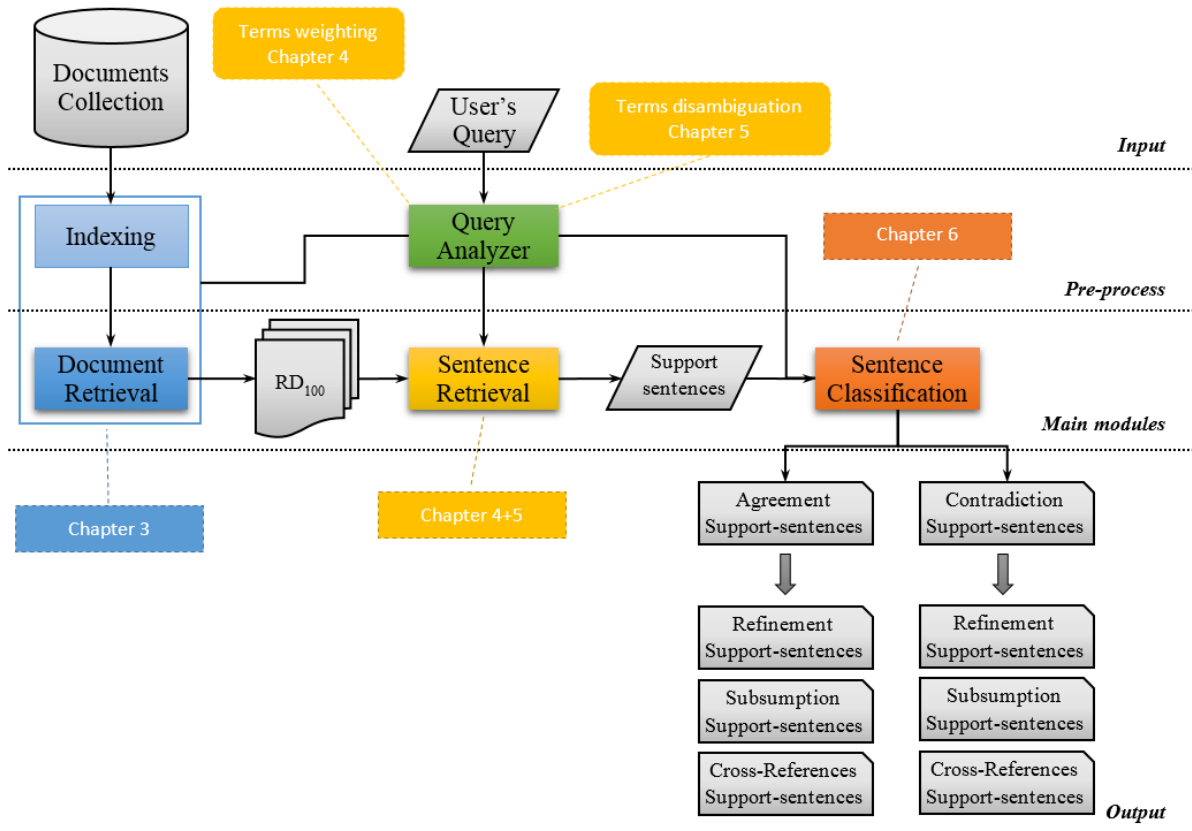 Documents
Collection
Terms weighting
Chapter 4
User's
Query
Terms disambiguation
Chapter 5
Input
Indexing
Query
Analyzer
Chapter 6
Pre-process
Document
Retrieval
RD100
Sentence
Retrieval
Support
sentences
Sentence
Classification
Main modules
Chapter 3
Chapter 4+5
Agreement
Support-sentences
Contradiction
Support-sentences
Refinement
Support-sentences
Refinement
Support-sentences
Subsumption
Support-sentences
Subsumption
Support-sentences
Cross-References
Support-sentences
Cross-References
Support-sentences
Output